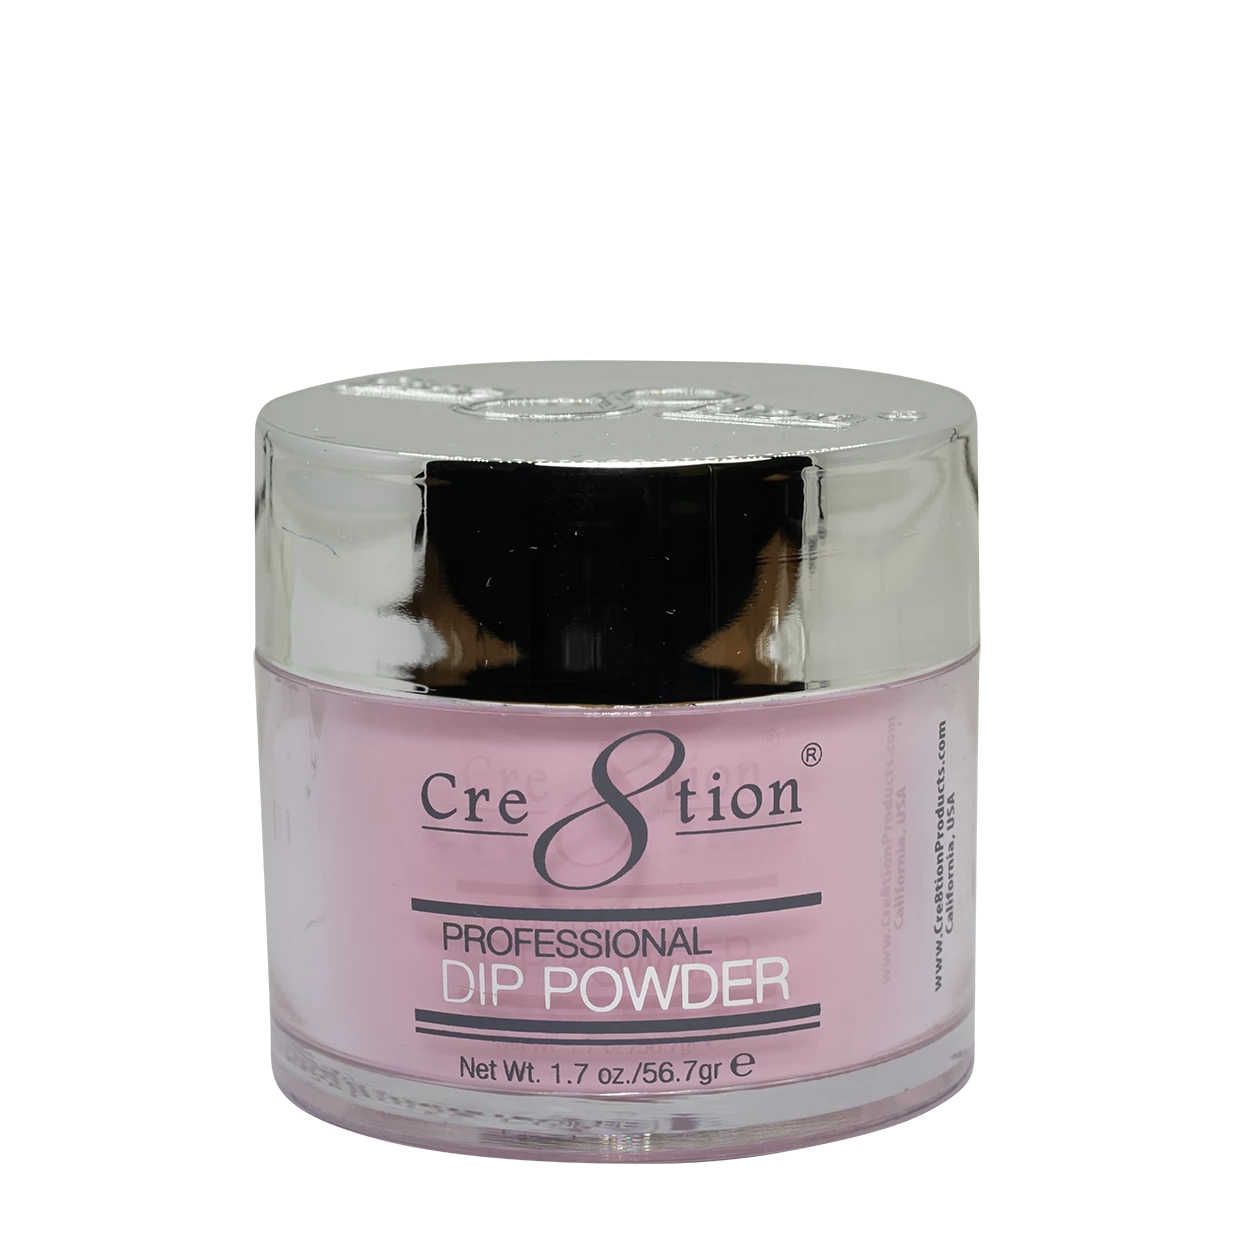 Cre8tion®
PROFESSIONAL
DIP POWDER
Net Wt. 1.7 oz./56.7gr ℮
www.Cre8tionProducts.com
California, USA